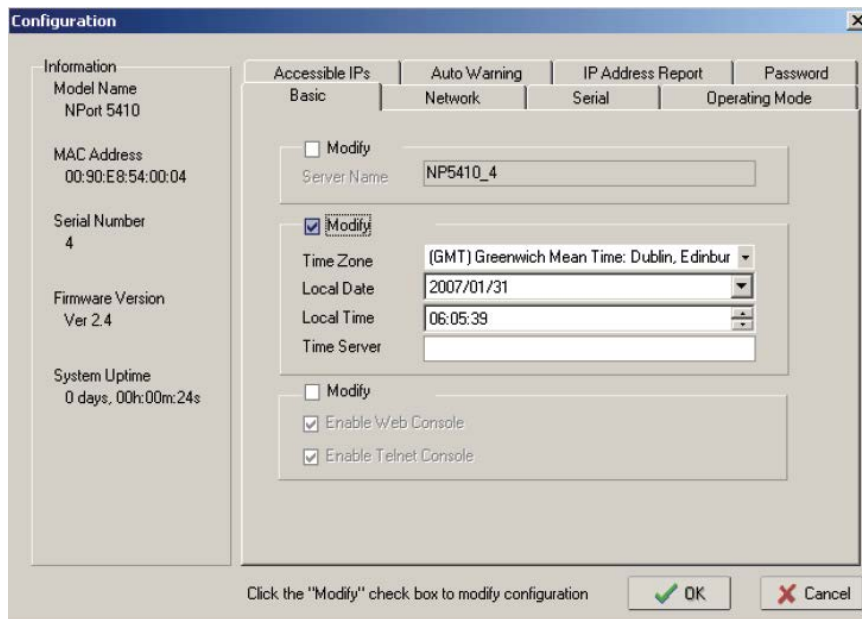 Configuration
Information
Model Name
NPort 5410
MAC Address
00:90:E8:54:00:04
Serial Number
4
Firmware Version
Ver 2.4
System Uptime
0 days, 00h:00m:24s
Accessible IPs
Auto Warning
IP Address Report
Password
Basic
Network
Serial
Operating Mode
Modify
Server Name
NP5410_4
Modify
Time Zone
(GMT) Greenwich Mean Time: Dublin, Edinbur
Local Date
2007/01/31
Local Time
06:05:39
Time Server
Modify
Enable Web Console
Enable Telnet Console
Click the "Modify" check box to modify configuration
OK
Cancel